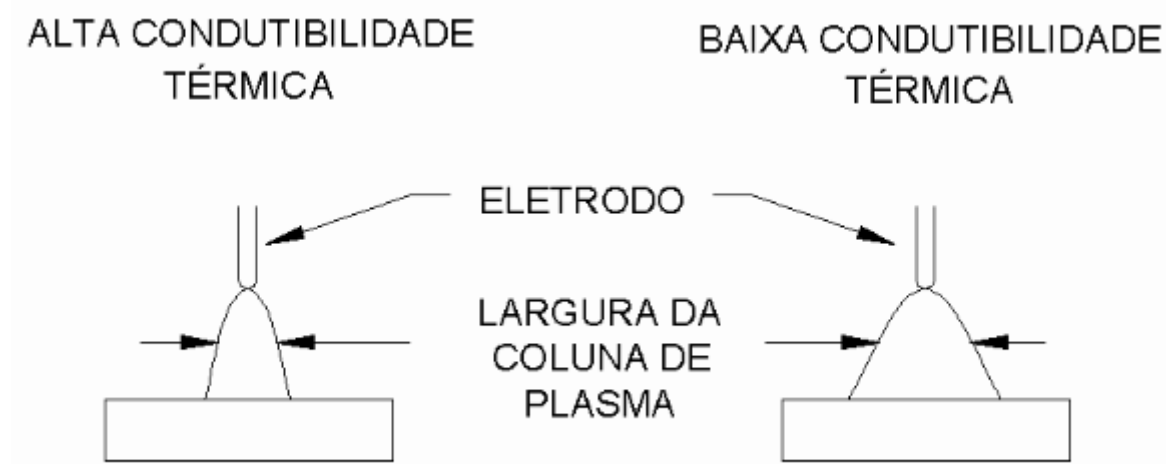 ALTA CONDUTIBILIDADE
TÉRMICA
BAIXA CONDUTIBILIDADE
TÉRMICA
ELETRODO
LARGURA DA
COLUNA DE
PLASMA